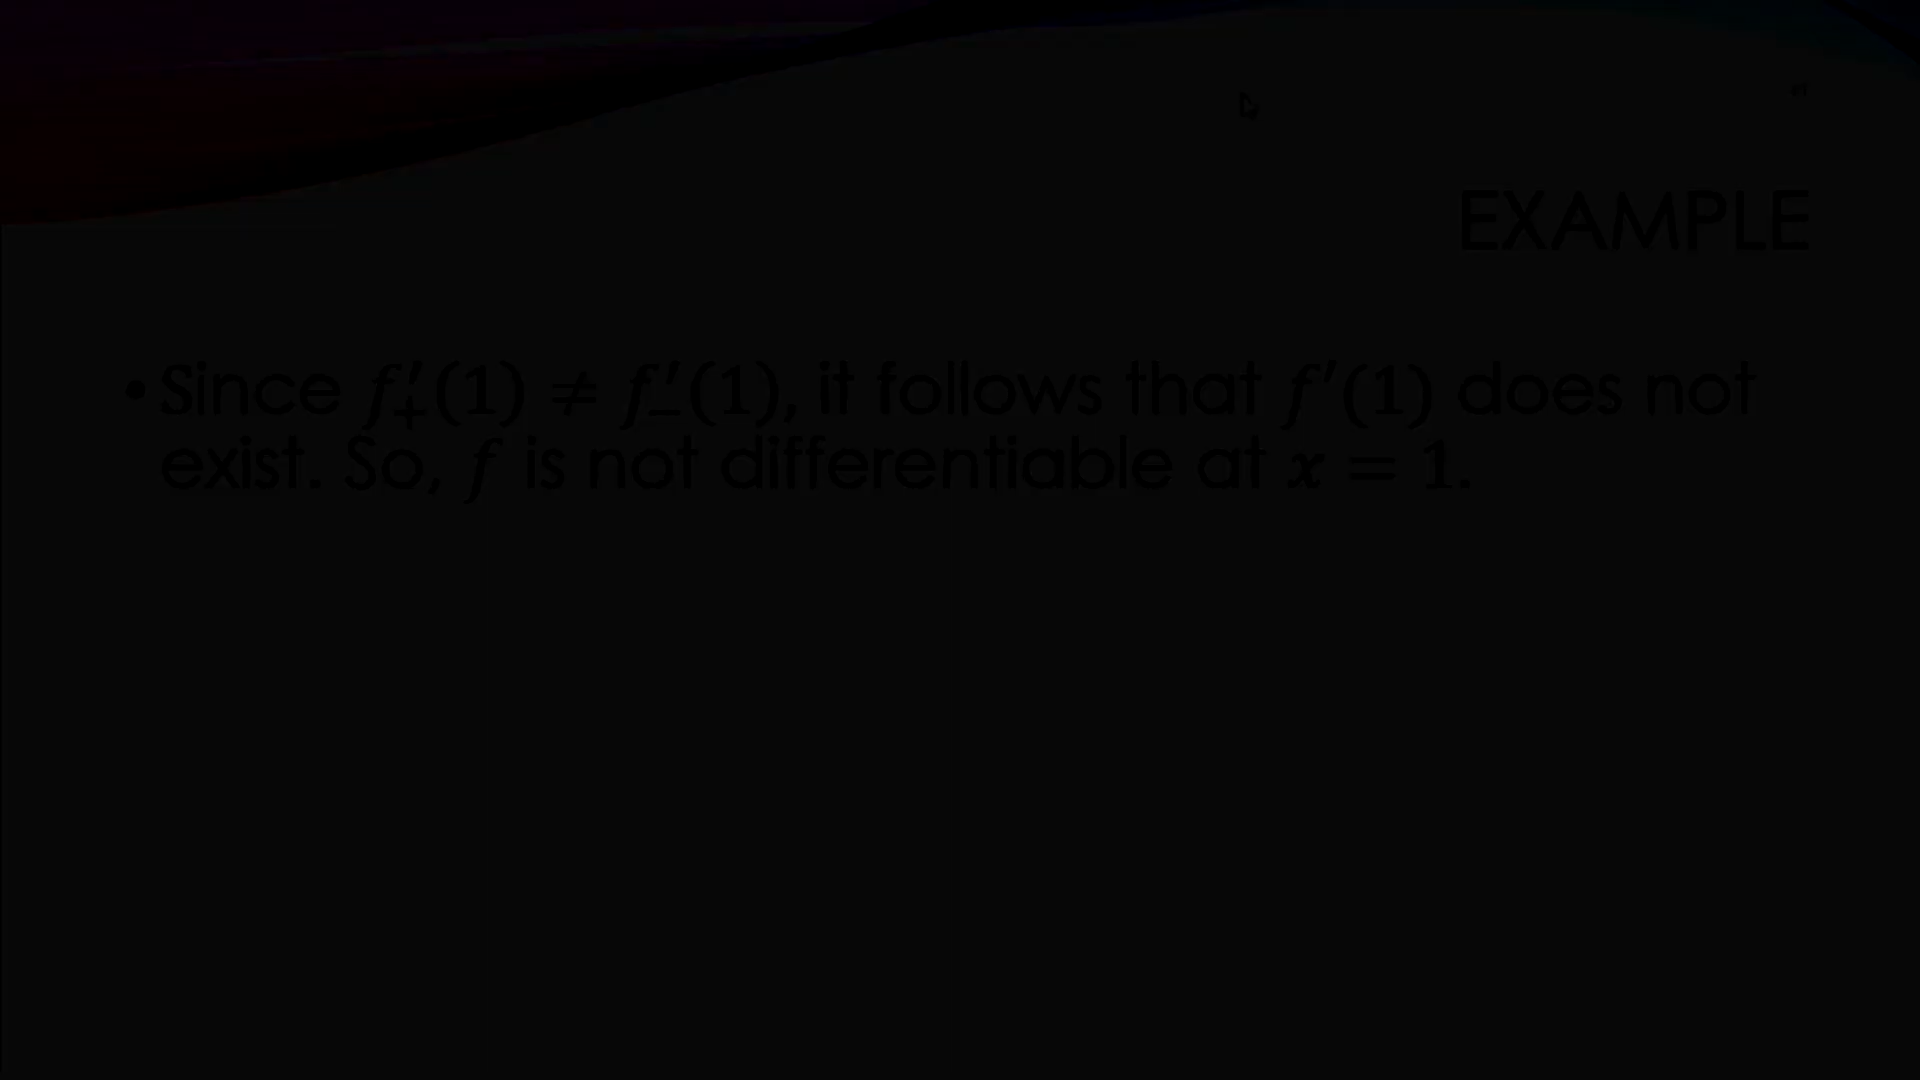 EXAMPLE
• Since f′₊(1) ≠ f′₋(1), it follows that f′(1) does not
exist. So, f is not differentiable at x = 1.